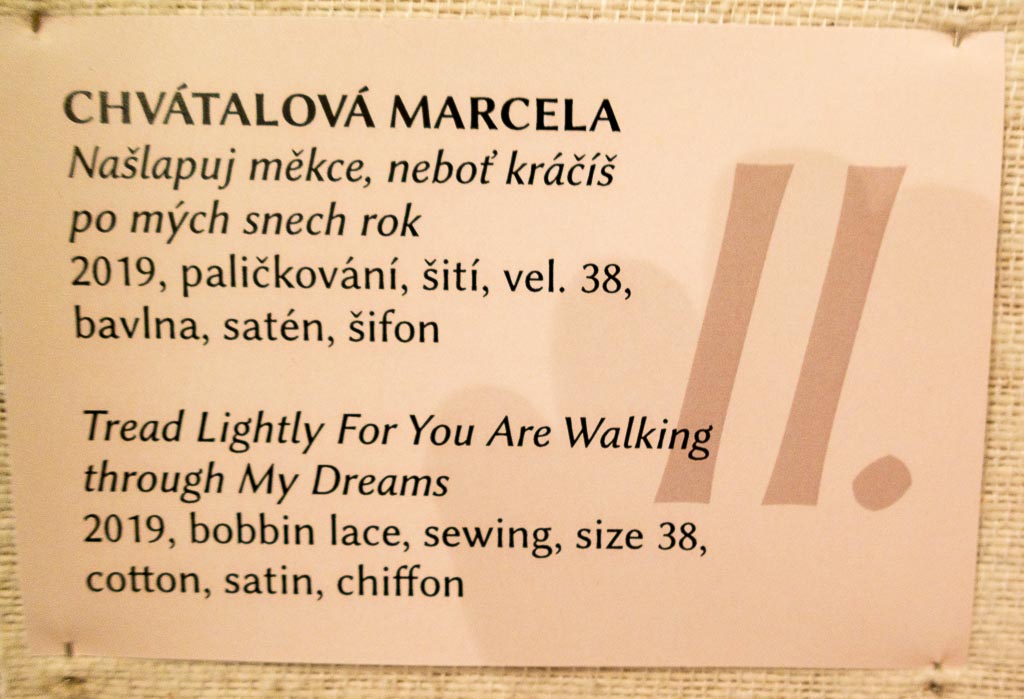 CHVÁTALOVÁ MARCELA
Našlapuj měkce, neboť kráčíš
po mých snech rok
2019, paličkování, šití, vel. 38,
bavlna, satén, šifon
Tread Lightly For You Are Walking
through My Dreams
2019, bobbin lace, sewing, size 38,
cotton, satin, chiffon
II.